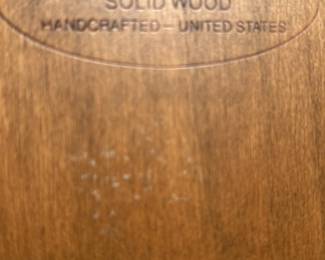 SOLID WOOD
HANDCRAFTED – UNITED STATES